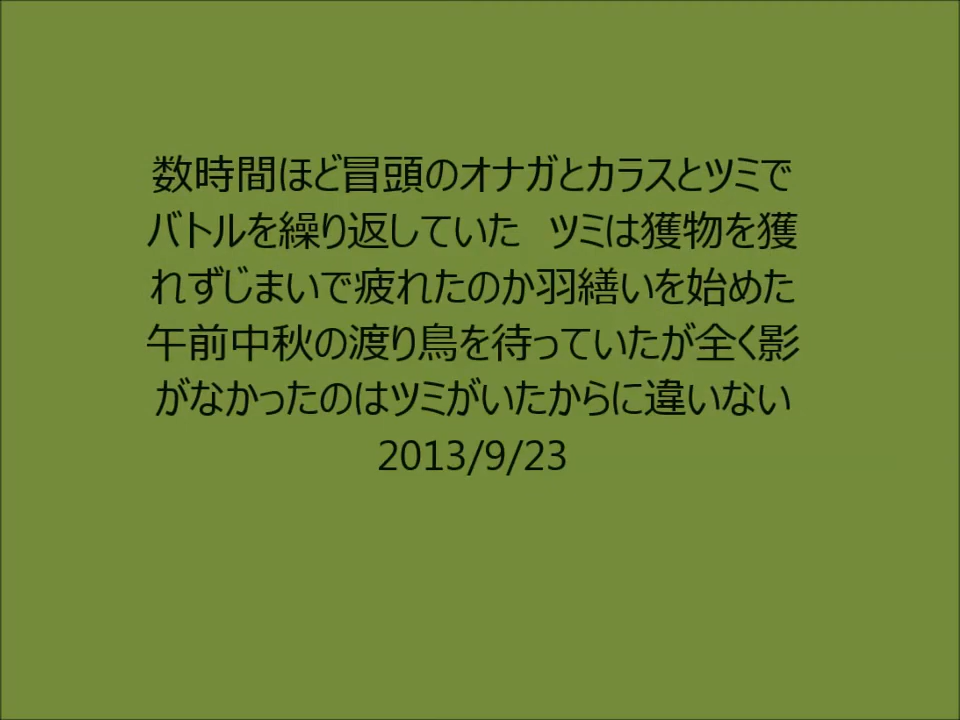 数時間ほど冒頭のオナガとカラスとツミで
バトルを繰り返していた　ツミは獲物を獲
れずじまいで疲れたのか羽繕いを始めた
午前中秋の渡り鳥を待っていたが全く影
がなかったのはツミがいたからに違いない
2013/9/23